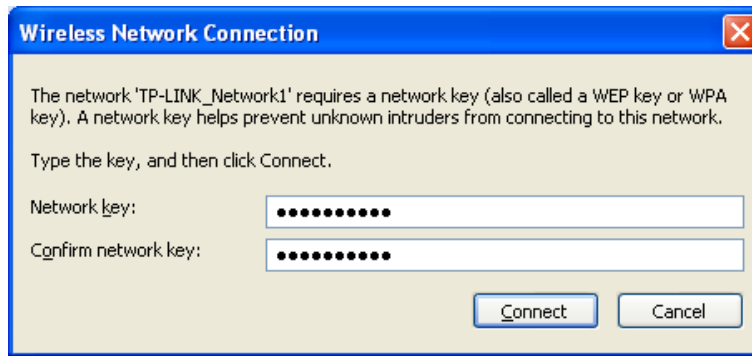 Wireless Network Connection
The network 'TP-LINK_Network1' requires a network key (also called a WEP key or WPA
key). A network key helps prevent unknown intruders from connecting to this network.
Type the key, and then click Connect.
Network key: ●●●●●●●●●●
Confirm network key: ●●●●●●●●●●
Connect Cancel